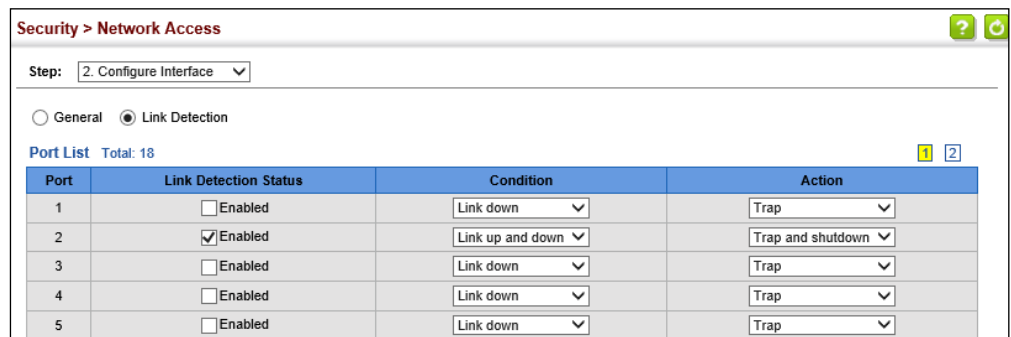 Security > Network Access
?
Step: 2. Configure Interface
General Link Detection
Port List Total: 18 1 2
Port Link Detection Status Condition Action
1 Enabled Link down Trap
2 Enabled Link up and down Trap and shutdown
3 Enabled Link down Trap
4 Enabled Link down Trap
5 Enabled Link down Trap